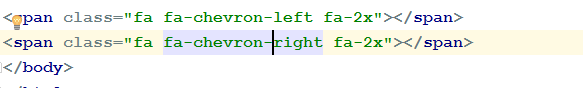 <span class="fa fa-chevron-left fa-2x"></span>
<span class="fa fa-chevron-right fa-2x"></span>
</body>